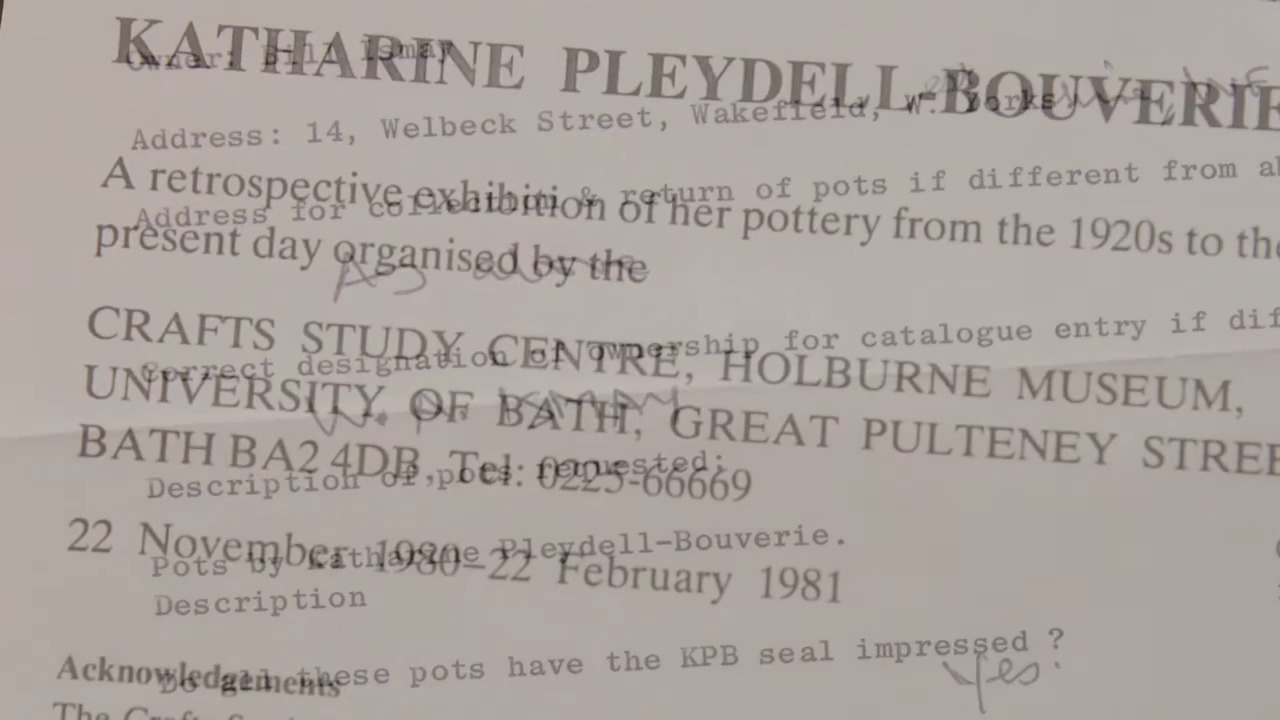 KATHARINE PLEYDELL-BOUVERIE
Owner: Bill Ismay
Address: 14, Welbeck Street, Wakefield, W. Yorks
A retrospective exhibition of her pottery from the 1920s to the
Address for collection & return of pots if different from
present day organised by the
As
CRAFTS STUDY CENTRE, HOLBURNE MUSEUM,
Correct designation of ownership for catalogue entry if
UNIVERSITY OF BATH, GREAT PULTENEY
BATH BA2 4DB, Tel: 0225-66669
Description of pots requested:
22 November 1980–22 February 1981
Pots by Katharine Pleydell-Bouverie.
Description
Do all these pots have the KPB seal impressed ?
Yes.
Acknowledgements
The